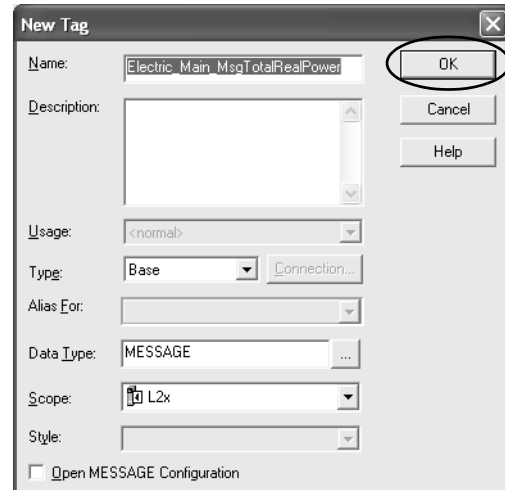 New Tag
Name: Electric_Main_MsgTotalRealPower OK
Description: Cancel
Help
Usage: <normal>
Type: Base Connection...
Alias For:
Data Type: MESSAGE ...
Scope: L2x
Style:
Open MESSAGE Configuration